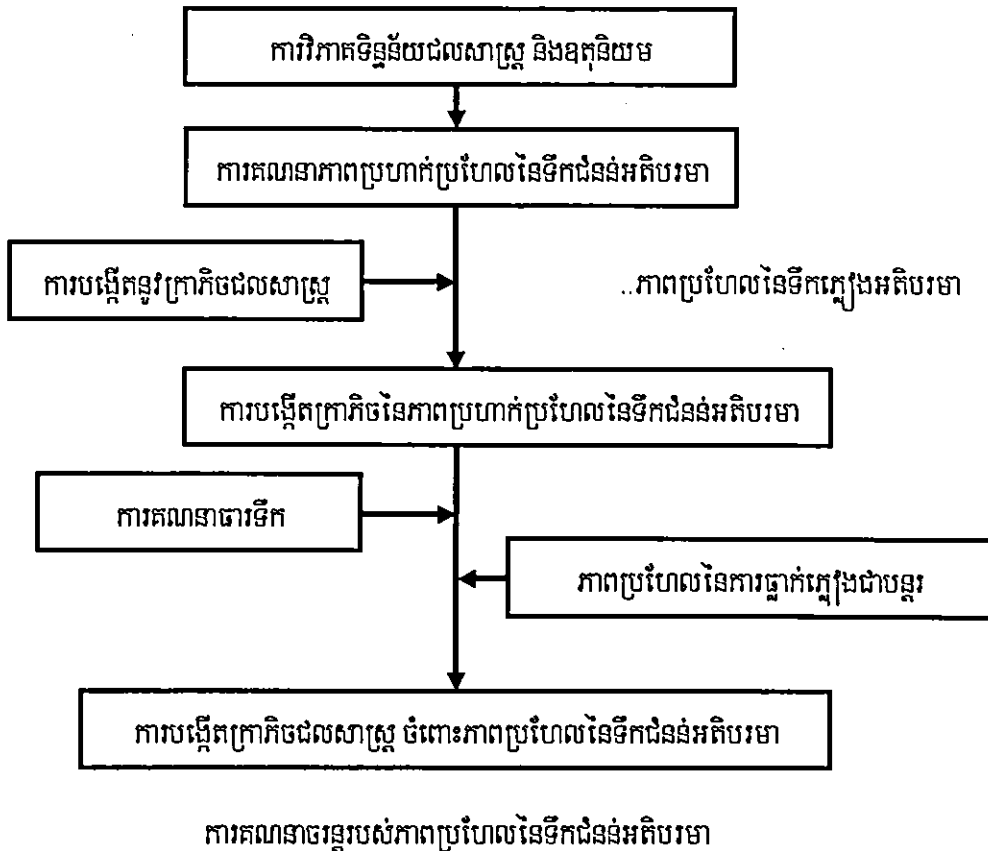 ការវិភាគទិន្នន័យជលសាស្ត្រ និងឧតុនិយម
ការគណនាភាពប្រហាក់ប្រហែលនៃទឹកជំនន់អតិបរមា
ការបង្កើតនូវក្រាភិចជលសាស្ត្រ
..ភាពប្រហែលនៃទឹកភ្លៀងអតិបរមា
ការបង្កើតក្រាភិចនៃភាពប្រហាក់ប្រហែលនៃទឹកជំនន់អតិបរមា
ការគណនាធារទឹក
ភាពប្រហែលនៃការធ្លាក់ភ្លៀងជាបន្តរ
ការបង្កើតក្រាភិចជលសាស្ត្រ ចំពោះភាពប្រហែលនៃទឹកជំនន់អតិបរមា
ការគណនាចរន្តរបស់ភាពប្រហែលនៃទឹកជំនន់អតិបរមា